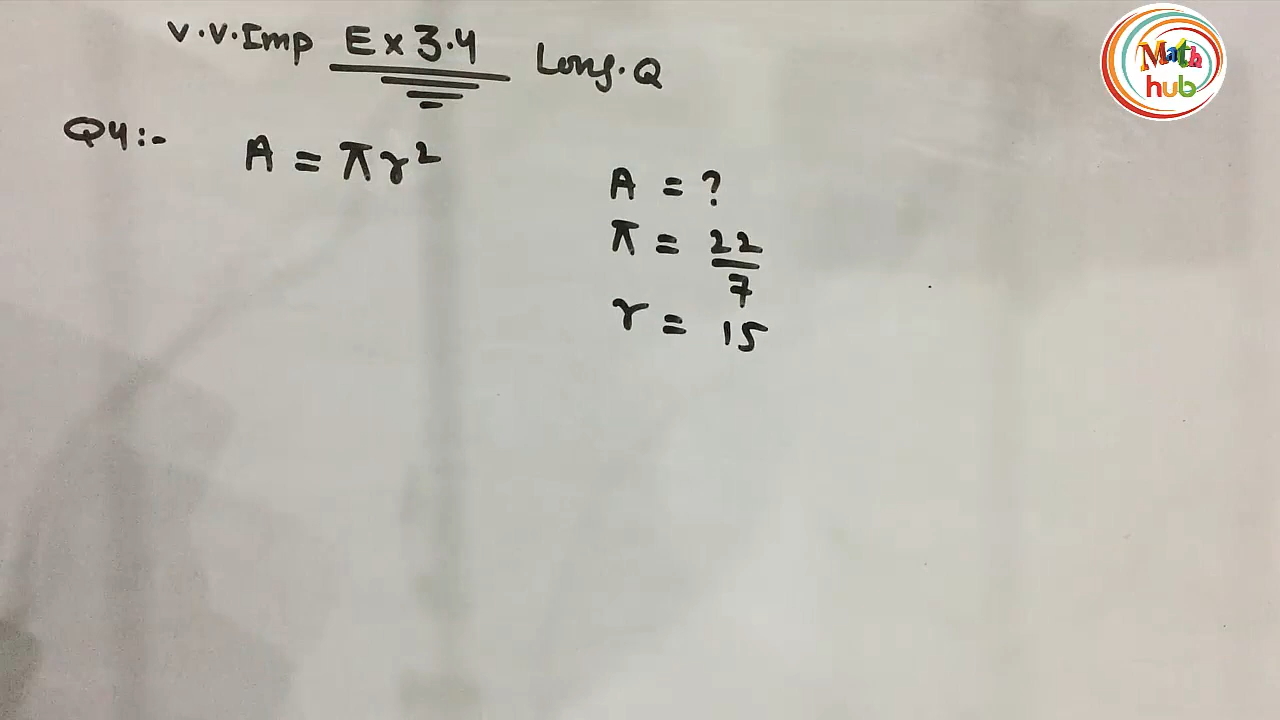 V.V.Imp Ex 3.4 Long.Q
Math
hub
Q4:- A = πr²
A = ?
π = 22/7
r = 15